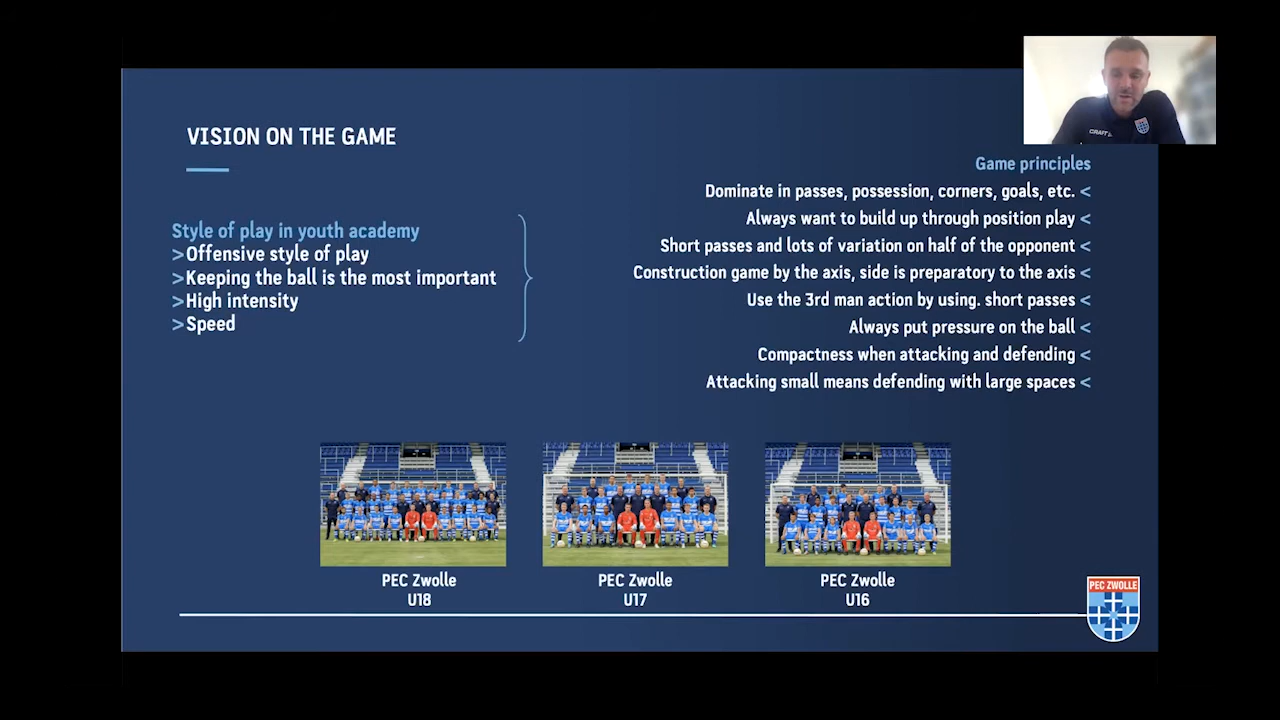 VISION ON THE GAME
CRAFT
Style of play in youth academy
>Offensive style of play
>Keeping the ball is the most important
>High intensity
>Speed
Game principles
Dominate in passes, possession, corners, goals, etc. <
Always want to build up through position play <
Short passes and lots of variation on half of the opponent <
Construction game by the axis, side is preparatory to the axis <
Use the 3rd man action by using. short passes <
Always put pressure on the ball <
Compactness when attacking and defending <
Attacking small means defending with large spaces <
PEC Zwolle
U18
PEC Zwolle
U17
PEC Zwolle
U16
PEC ZWOLLE